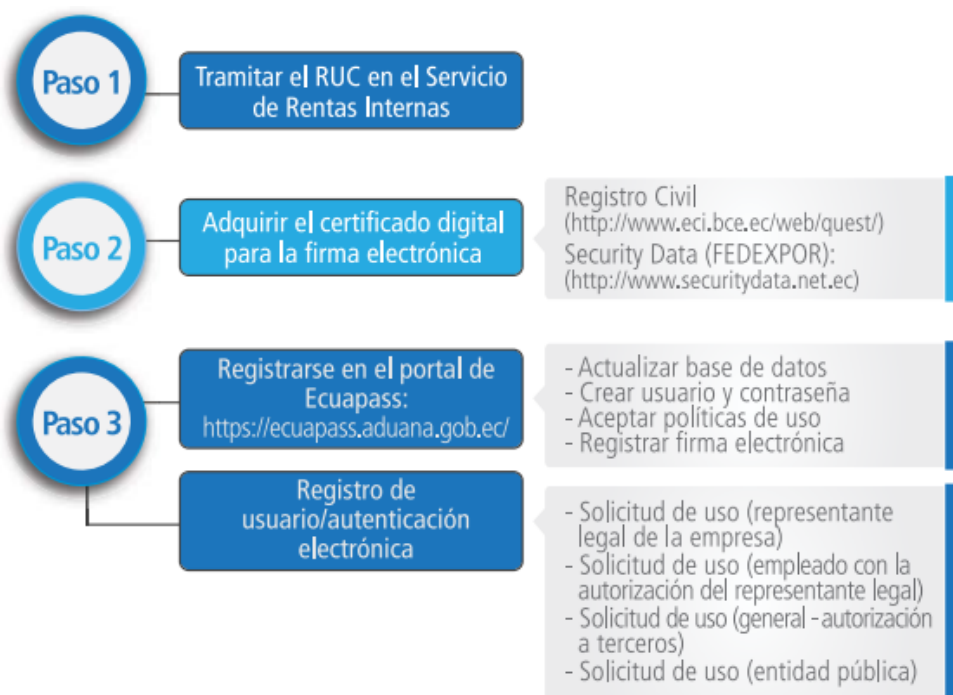 Paso 1
Tramitar el RUC en el Servicio
de Rentas Internas
Paso 2
Adquirir el certificado digital
para la firma electrónica
Registro Civil
(http://www.eci.bce.ec/web/quest/)
Security Data (FEDEXPOR):
(http://www.securitydata.net.ec)
Paso 3
Registrarse en el portal de
Ecuapass:
https://ecuapass.aduana.gob.ec/
- Actualizar base de datos
- Crear usuario y contraseña
- Aceptar políticas de uso
- Registrar firma electrónica
Registro de
usuario/autenticación
electrónica
- Solicitud de uso (representante
legal de la empresa)
- Solicitud de uso (empleado con la
autorización del representante legal)
- Solicitud de uso (general - autorización
a terceros)
- Solicitud de uso (entidad pública)